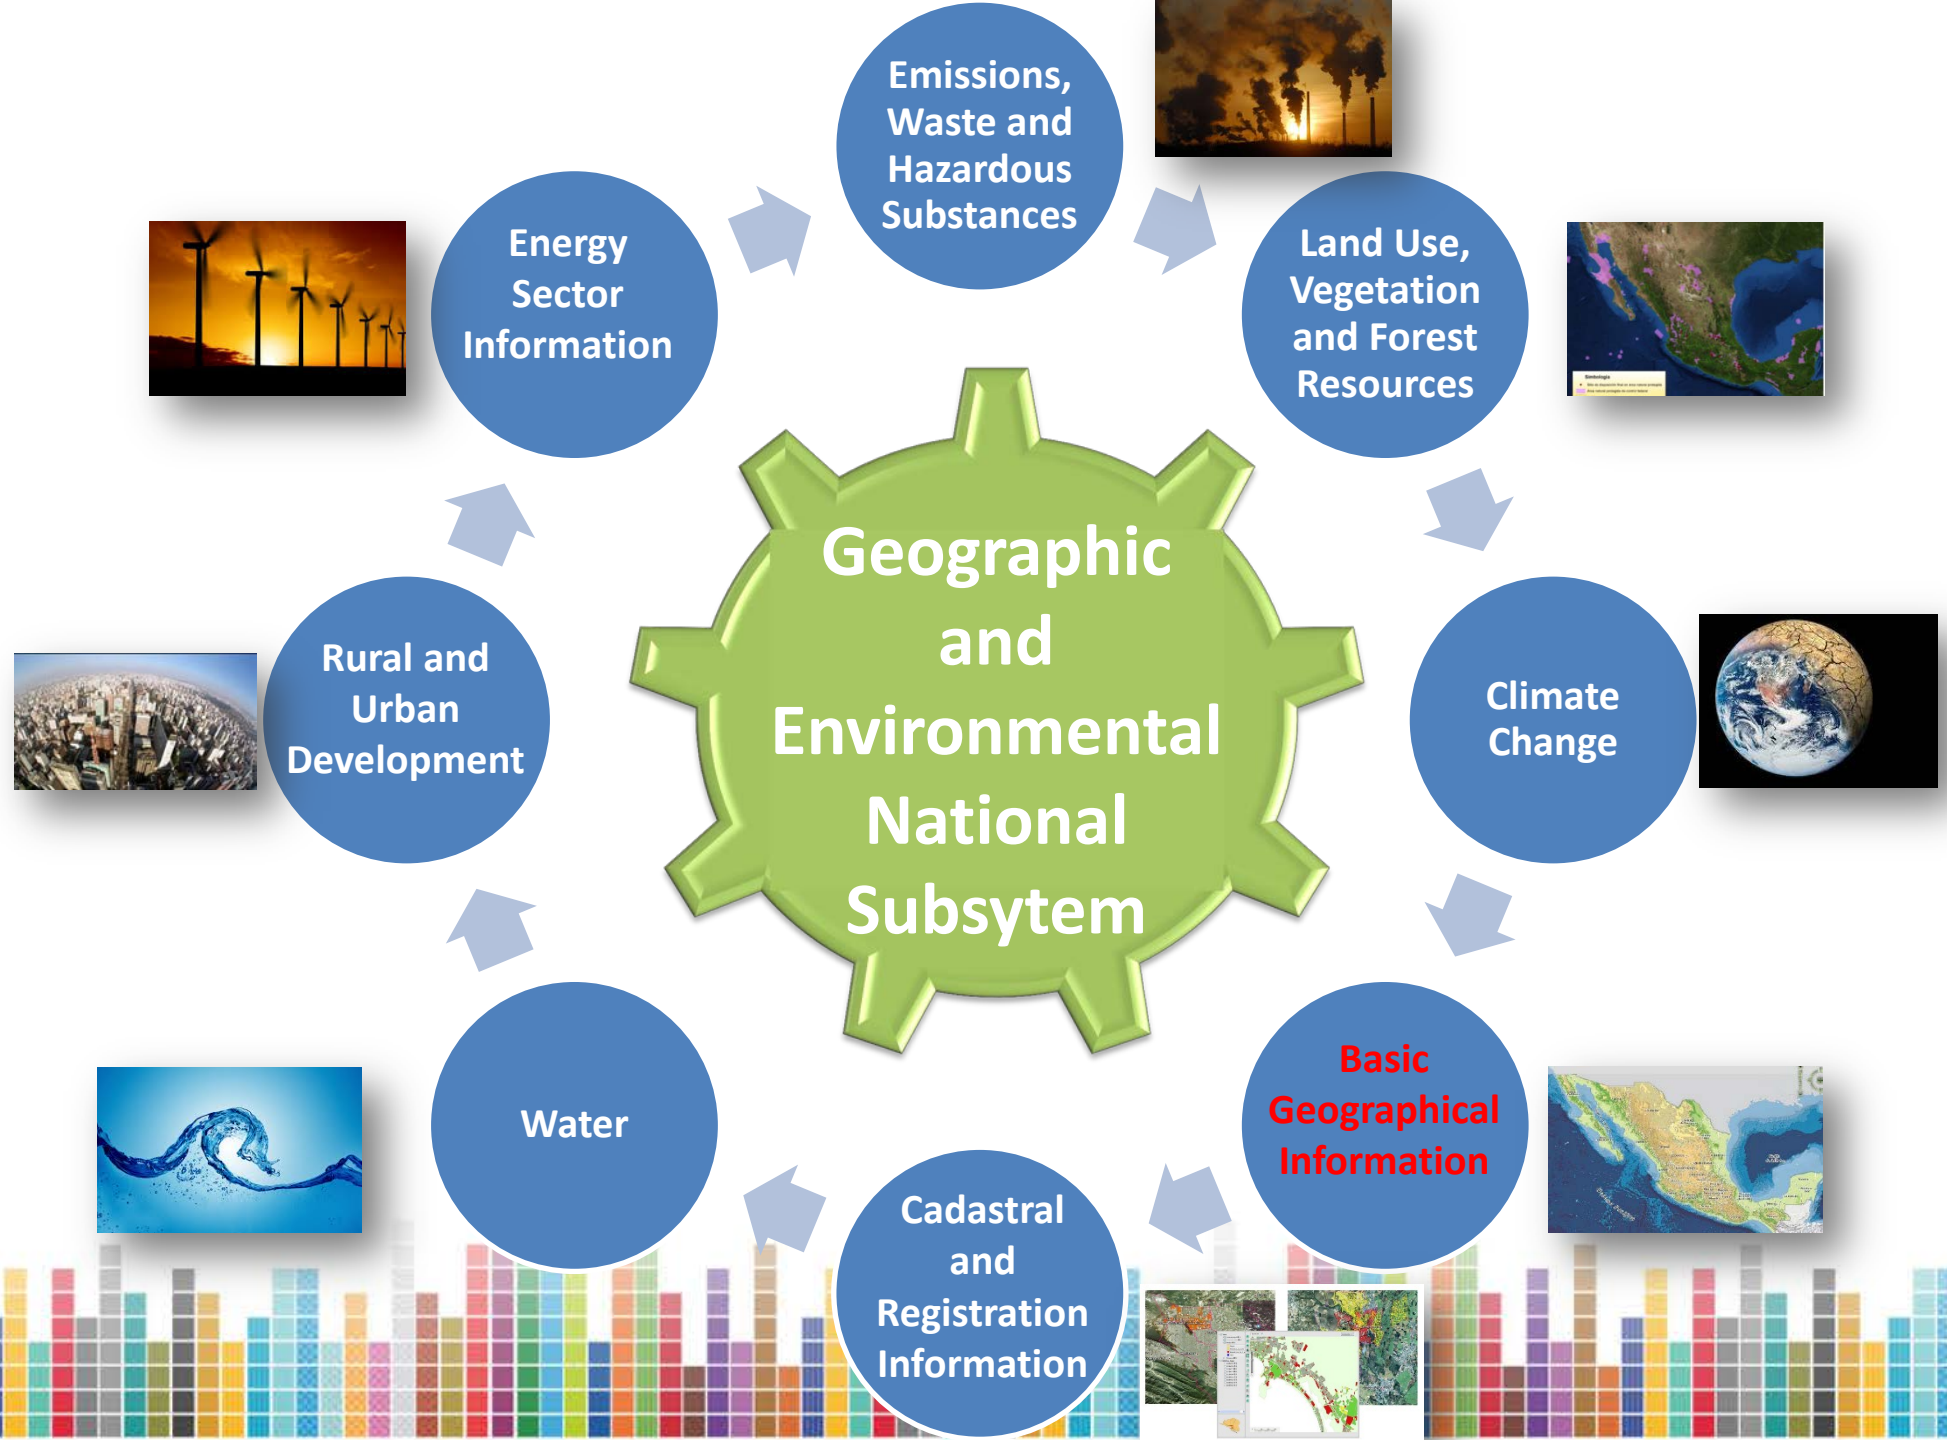 Emissions,
Waste and
Hazardous
Substances
Land Use,
Vegetation
and Forest
Resources
Climate
Change
Basic
Geographical
Information
Cadastral
and
Registration
Information
Water
Rural and
Urban
Development
Energy
Sector
Information
Geographic
and
Environmental
National
Subsytem
Simbología